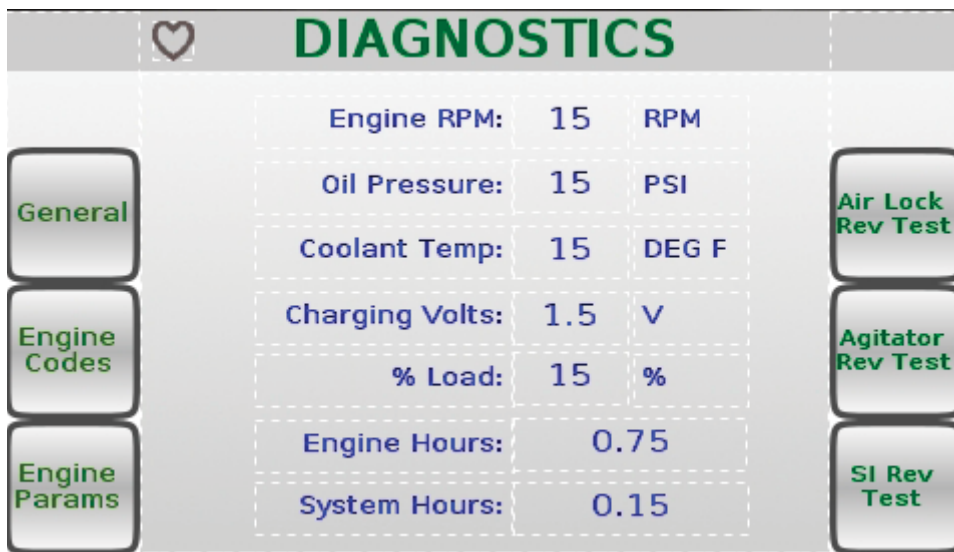 DIAGNOSTICS
Engine RPM: 15 RPM
Oil Pressure: 15 PSI
Coolant Temp: 15 DEG F
Charging Volts: 1.5 V
% Load: 15 %
Engine Hours: 0.75
System Hours: 0.15
General
Engine
Codes
Engine
Params
Air Lock
Rev Test
Agitator
Rev Test
SI Rev
Test